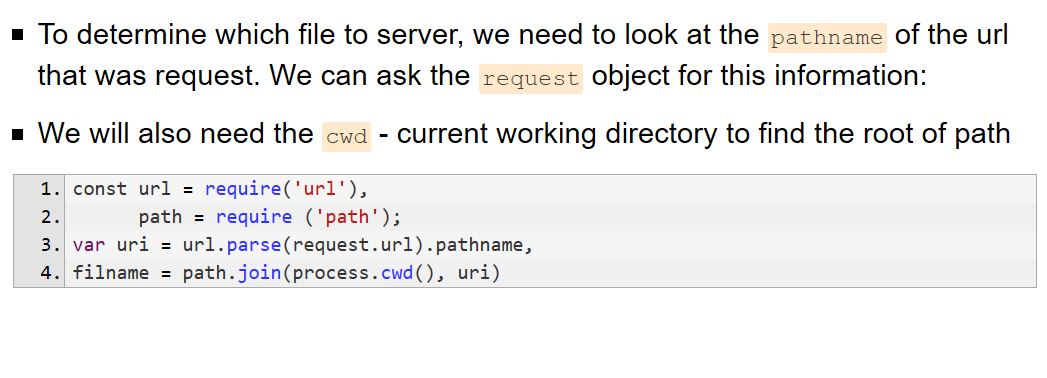 To determine which file to server, we need to look at the pathname of the url
that was request. We can ask the request object for this information:
We will also need the cwd - current working directory to find the root of path
1. const url = require('url'),
2. path = require ('path');
3. var uri = url.parse(request.url).pathname,
4. filname = path.join(process.cwd(), uri)